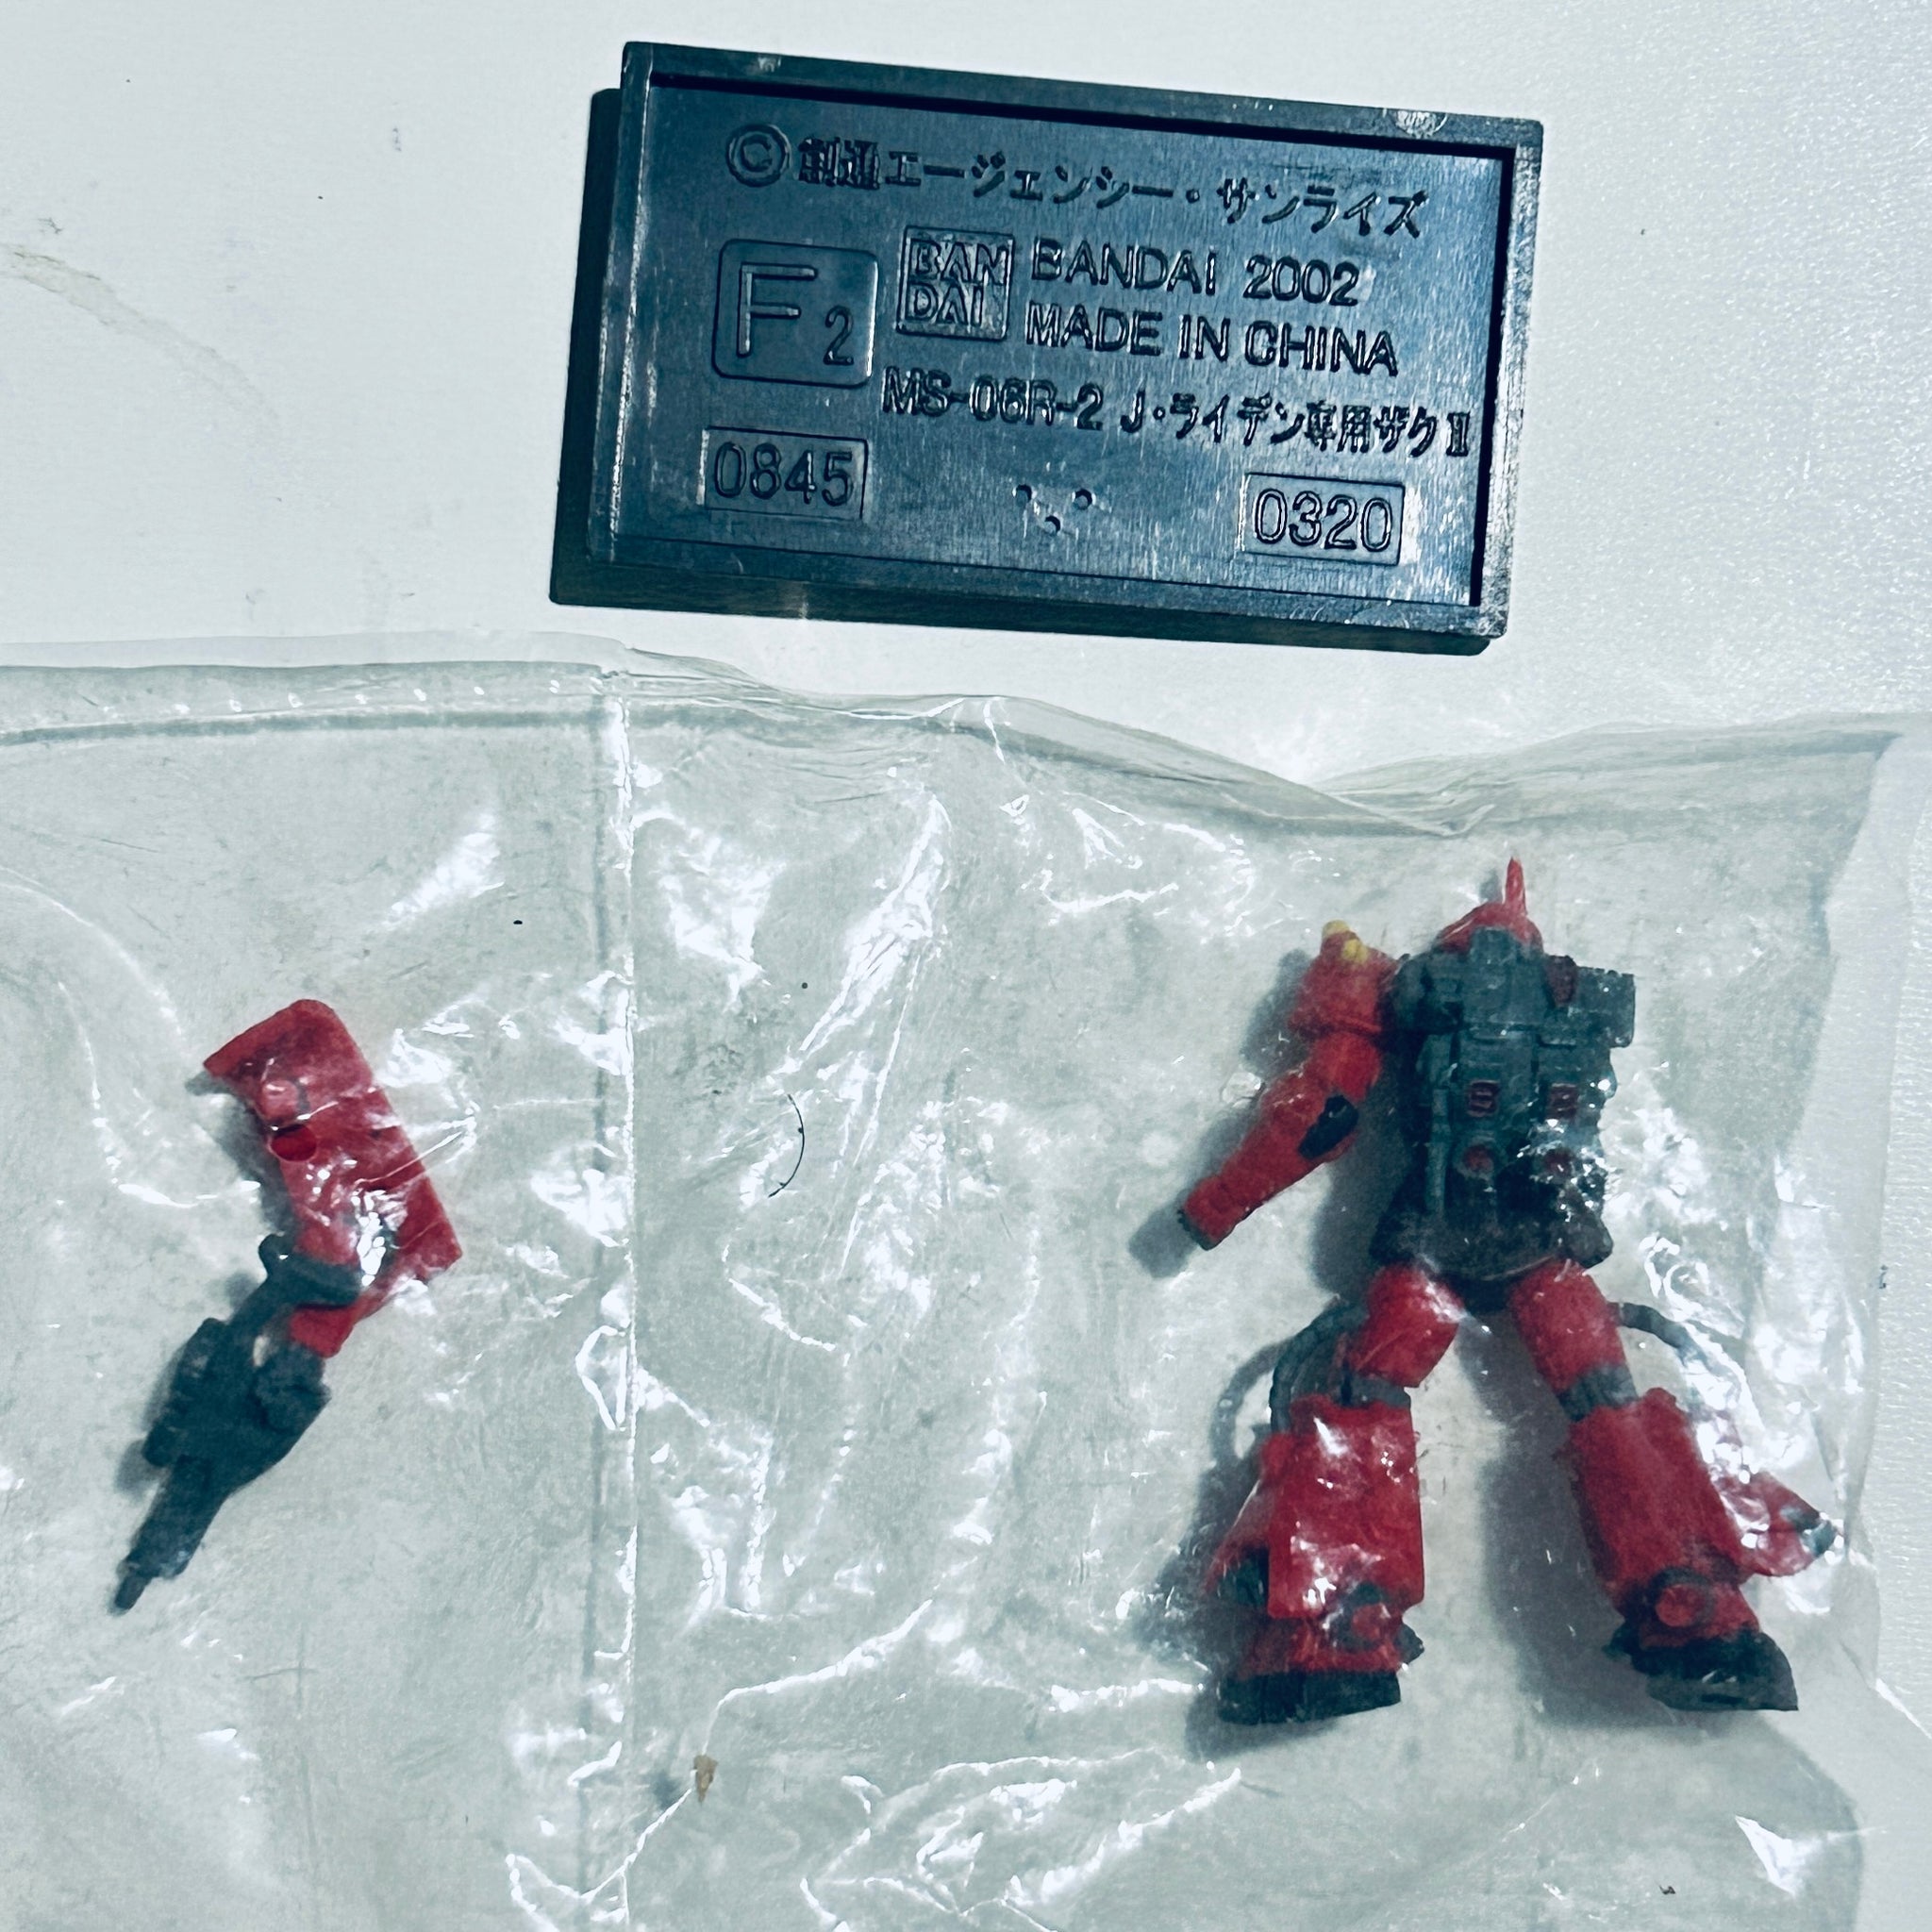 ©創通エージェンシー・サンライズ
F2
BAN
DAI
BANDAI 2002
MADE IN CHINA
MS-06R-2 J・ライデン専用ザクⅡ
0845
0320